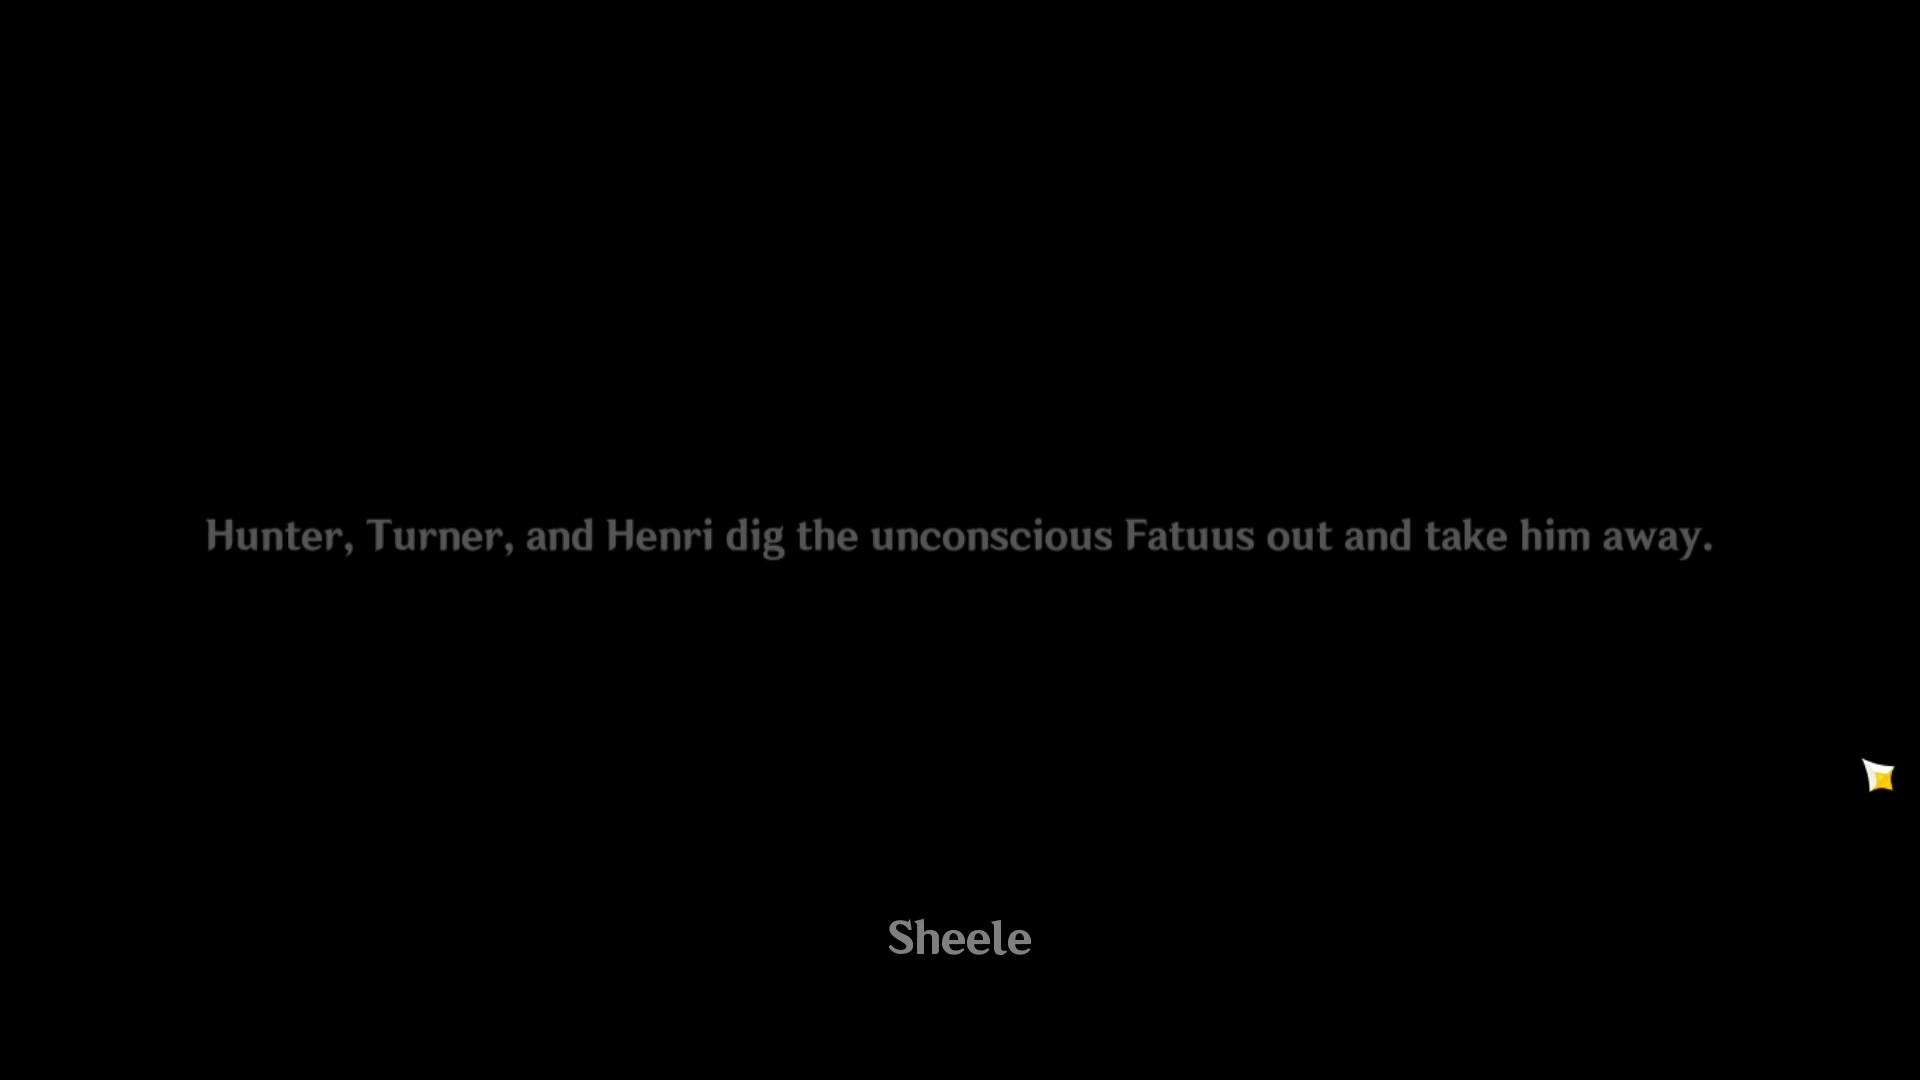 Hunter, Turner, and Henri dig the unconscious Fatuus out and take him away.
Sheele